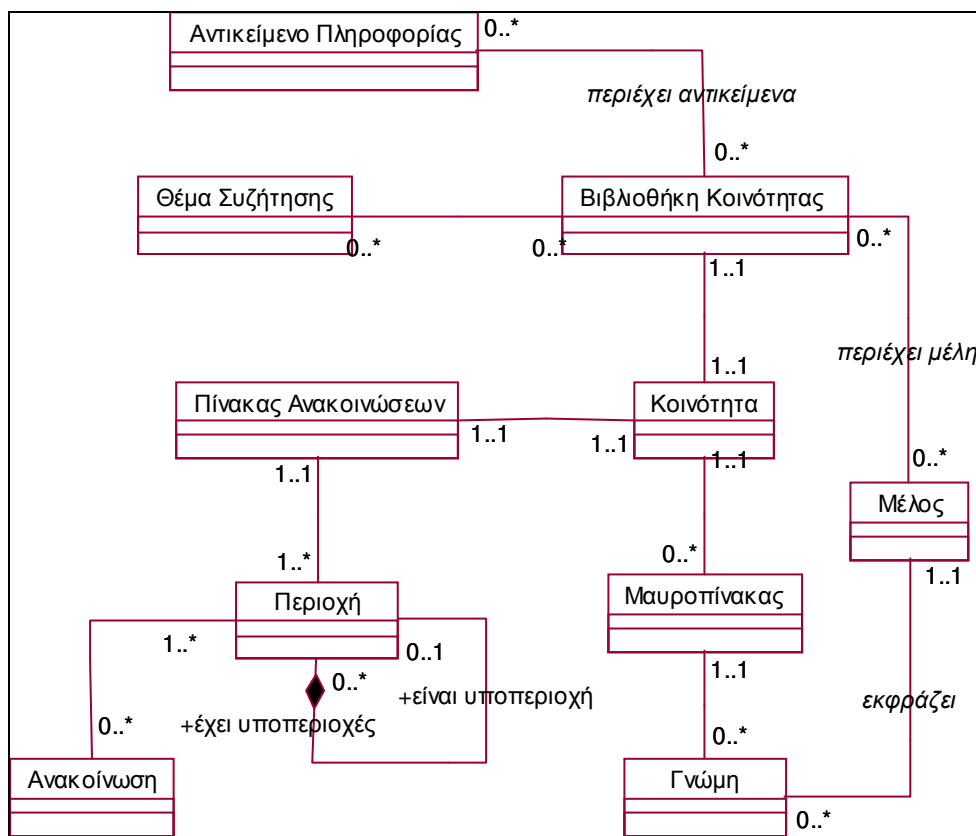 Αντικείμενο Πληροφορίας
0..*
περιέχει αντικείμενα
0..*
Θέμα Συζήτησης
Βιβλιοθήκη Κοινότητας
0..*
0..*
0..*
1..1
περιέχει μέλη
1..1
Πίνακας Ανακοινώσεων
Κοινότητα
1..1
1..1
1..1
1..1
0..*
Μέλος
1..*
0..*
1..1
Περιοχή
Μαυροπίνακας
1..*
0..1
0..*
1..1
+είναι υποπεριοχή
+έχει υποπεριοχές
εκφράζει
0..*
0..*
Ανακοίνωση
Γνώμη
0..*